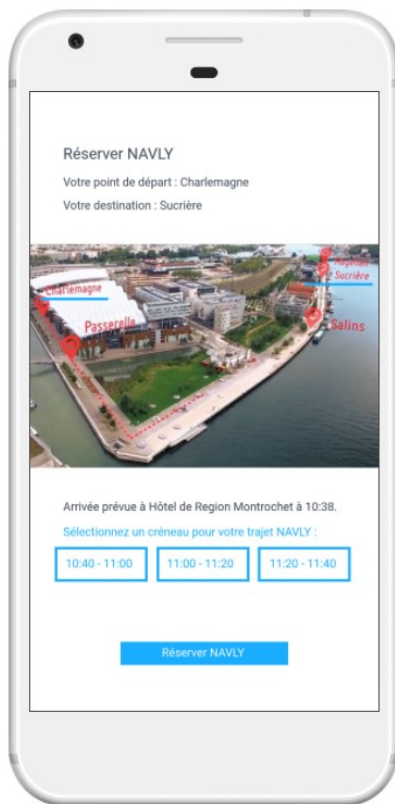 Réserver NAVLY
Votre point de départ : Charlemagne
Votre destination : Sucrière
Charlemagne
Sucrière
Passerelle
Salins
Arrivée prévue à Hôtel de Region Montrochet à 10:38.
Sélectionnez un créneau pour votre trajet NAVLY :
10:40 - 11:00
11:00 - 11:20
11:20 - 11:40
Réserver NAVLY